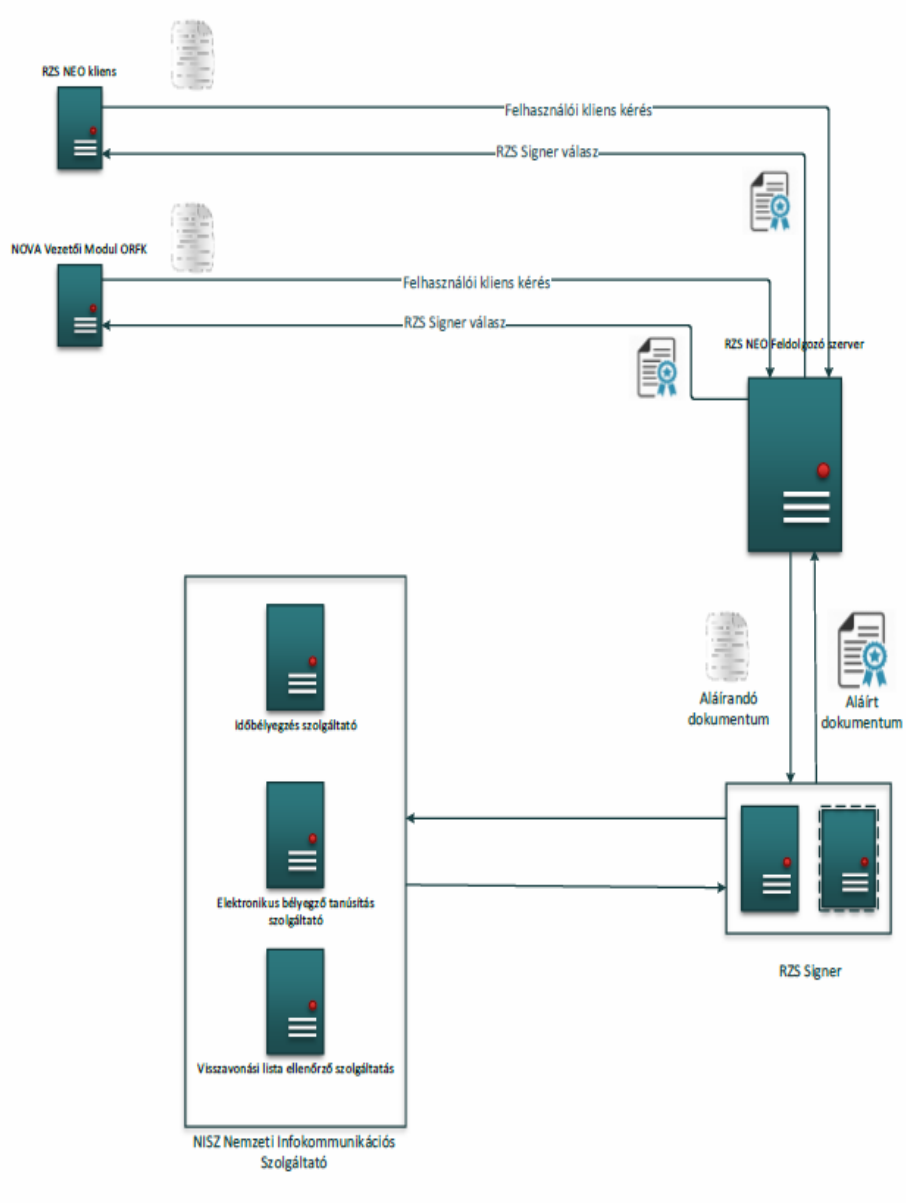 RZS NEO kliens
Felhasználói kliens kérés
RZS Signer válasz
NOVA Vezetői Modul ORFK
Felhasználói kliens kérés
RZS Signer válasz
RZS NEO Feldolgozó szerver
Aláírandó
dokumentum
Aláírt
dokumentum
Időbélyegzés szolgáltató
Elektronikus bélyegző tanúsítás
szolgáltató
Visszavonási lista ellenőrző szolgáltatás
RZS Signer
NISZ Nemzeti Infokommunikációs
Szolgáltató